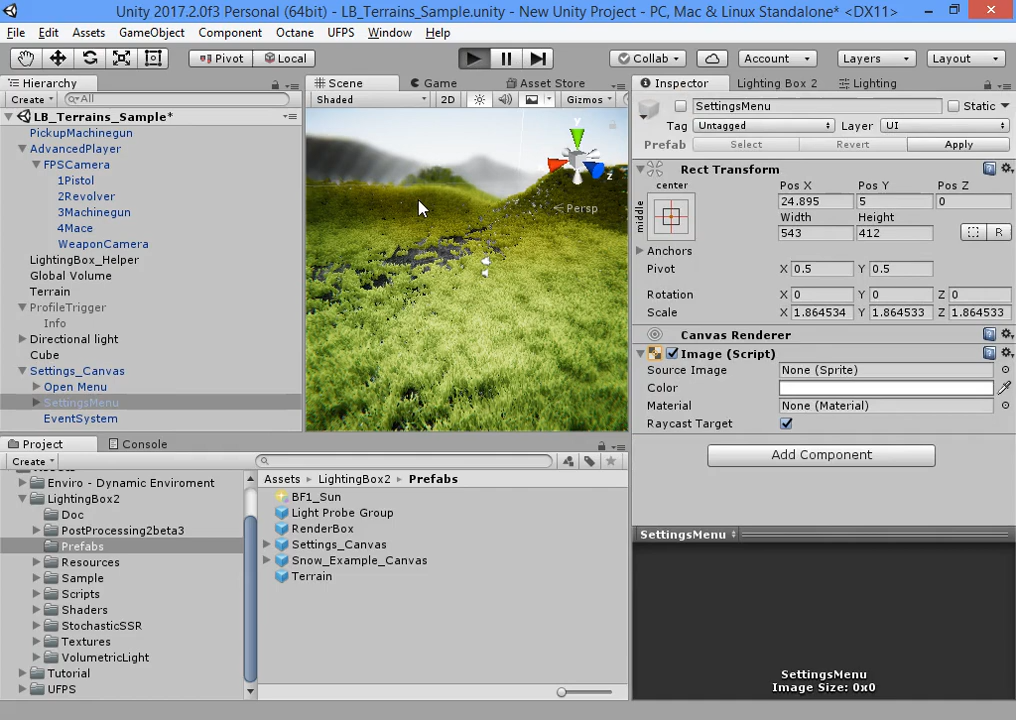 Unity 2017.2.0f3 Personal (64bit) - LB_Terrains_Sample.unity - New Unity Project - PC, Mac & Linux Standalone* <DX11>
File Edit Assets GameObject Component Octane UFPS Window Help
Pivot Local Collab Account Layers Layout
Hierarchy
Create All
LB_Terrains_Sample*
PickupMachinegun
AdvancedPlayer
FPSCamera
1Pistol
2Revolver
3Machinegun
4Mace
WeaponCamera
LightingBox_Helper
Global Volume
Terrain
ProfileTrigger
Info
Directional light
Cube
Settings_Canvas
Open Menu
SettingsMenu
EventSystem
Scene Game Asset Store
Shaded 2D Gizmos
y
x
z
Persp
Project Console
Create
Assets
Enviro - Dynamic Enviroment
LightingBox2
Doc
PostProcessing2beta3
Prefabs
Resources
Sample
Scripts
Shaders
StochasticSSR
Textures
VolumetricLight
Tutorial
UFPS
Assets LightingBox2 Prefabs
BF1_Sun
Light Probe Group
RenderBox
Settings_Canvas
Snow_Example_Canvas
Terrain
Inspector Lighting Box 2 Lighting
SettingsMenu Static
Tag Untagged Layer UI
Prefab Select Revert Apply
Rect Transform
center
middle
Pos X Pos Y Pos Z
24.895 5 0
Width Height
543 412 R
Anchors
Pivot X 0.5 Y 0.5
Rotation X 0 Y 0 Z 0
Scale X 1.864534 Y 1.864533 Z 1.864533
Canvas Renderer
Image (Script)
Source Image None (Sprite)
Color
Material None (Material)
Raycast Target
Add Component
SettingsMenu
SettingsMenu
Image Size: 0x0